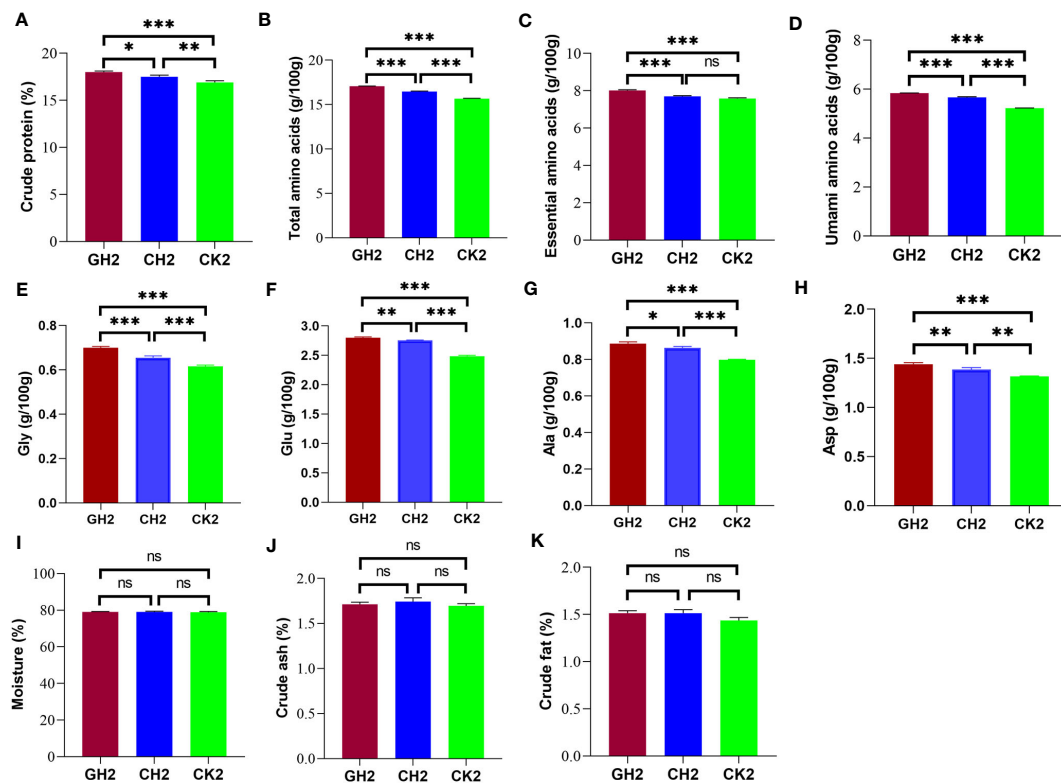 A
Crude protein (%)
20
15
10
5
0
***
*
**
GH2 CH2 CK2
B
Total amino acids (g/100g)
20
15
10
5
0
***
***
***
GH2 CH2 CK2
C
Essential amino acids (g/100g)
10
8
6
4
2
0
***
***
ns
GH2 CH2 CK2
D
Umami amino acids (g/100g)
8
6
4
2
0
***
***
***
GH2 CH2 CK2
E
Gly (g/100g)
0.8
0.6
0.4
0.2
0.0
***
***
***
GH2 CH2 CK2
F
Glu (g/100g)
3.0
2.5
2.0
1.5
1.0
0.5
0.0
***
**
***
GH2 CH2 CK2
G
Ala (g/100g)
1.0
0.8
0.6
0.4
0.2
0.0
***
*
***
GH2 CH2 CK2
H
Asp (g/100g)
2.0
1.5
1.0
0.5
0.0
***
**
**
GH2 CH2 CK2
I
Moisture (%)
100
80
60
40
20
0
ns
ns
ns
GH2 CH2 CK2
J
Crude ash (%)
2.0
1.5
1.0
0.5
0.0
ns
ns
ns
GH2 CH2 CK2
K
Crude fat (%)
2.0
1.5
1.0
0.5
0.0
ns
ns
ns
GH2 CH2 CK2